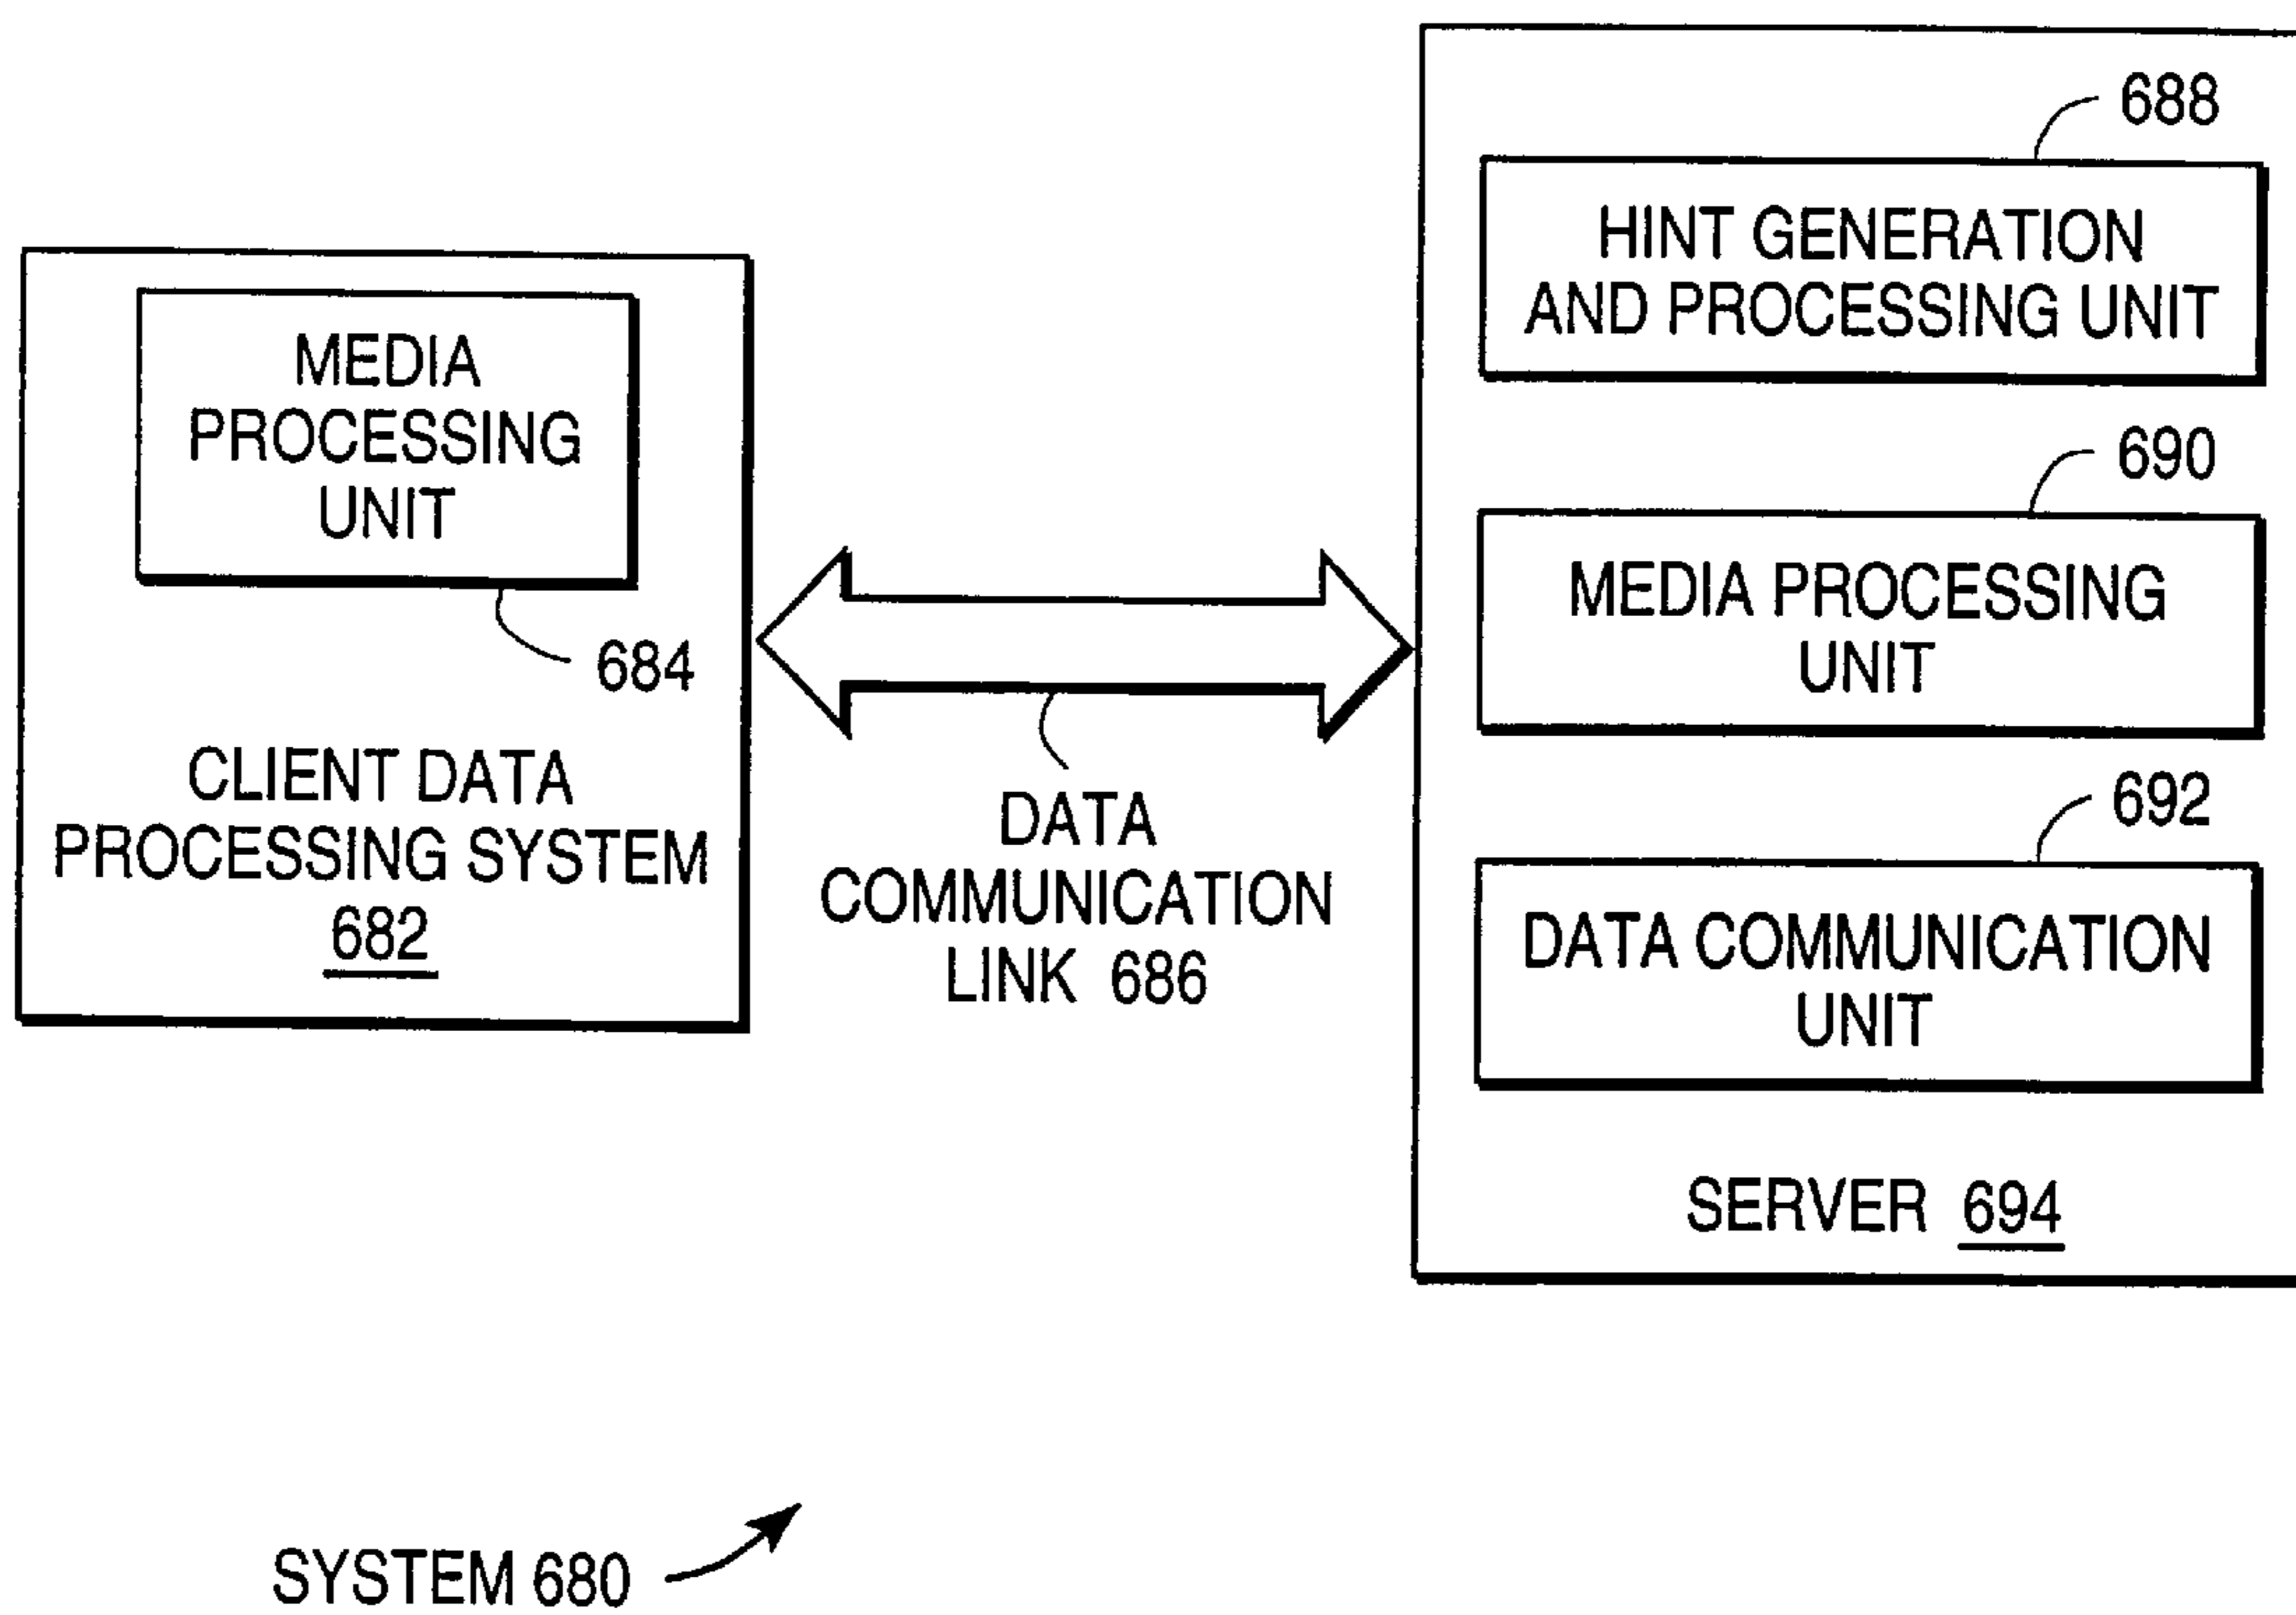 MEDIA
PROCESSING
UNIT
684
CLIENT DATA
PROCESSING SYSTEM
682
DATA
COMMUNICATION
LINK 686
688
HINT GENERATION
AND PROCESSING UNIT
690
MEDIA PROCESSING
UNIT
692
DATA COMMUNICATION
UNIT
SERVER 694
SYSTEM 680